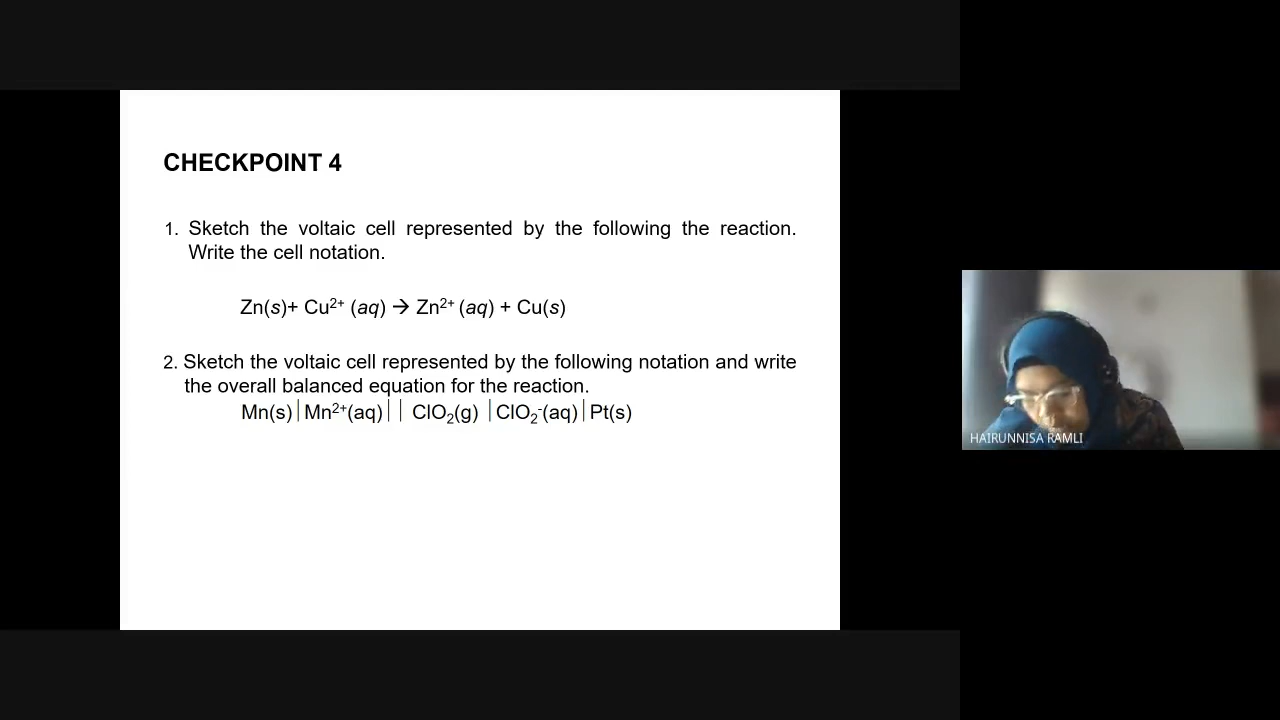 CHECKPOINT 4
1. Sketch the voltaic cell represented by the following the reaction.
Write the cell notation.
Zn(s)+ Cu²⁺ (aq) → Zn²⁺ (aq) + Cu(s)
2. Sketch the voltaic cell represented by the following notation and write
the overall balanced equation for the reaction.
Mn(s)|Mn²⁺(aq)|| ClO₂(g) |ClO₂⁻(aq)|Pt(s)
HAIRUNNISA RAMLI